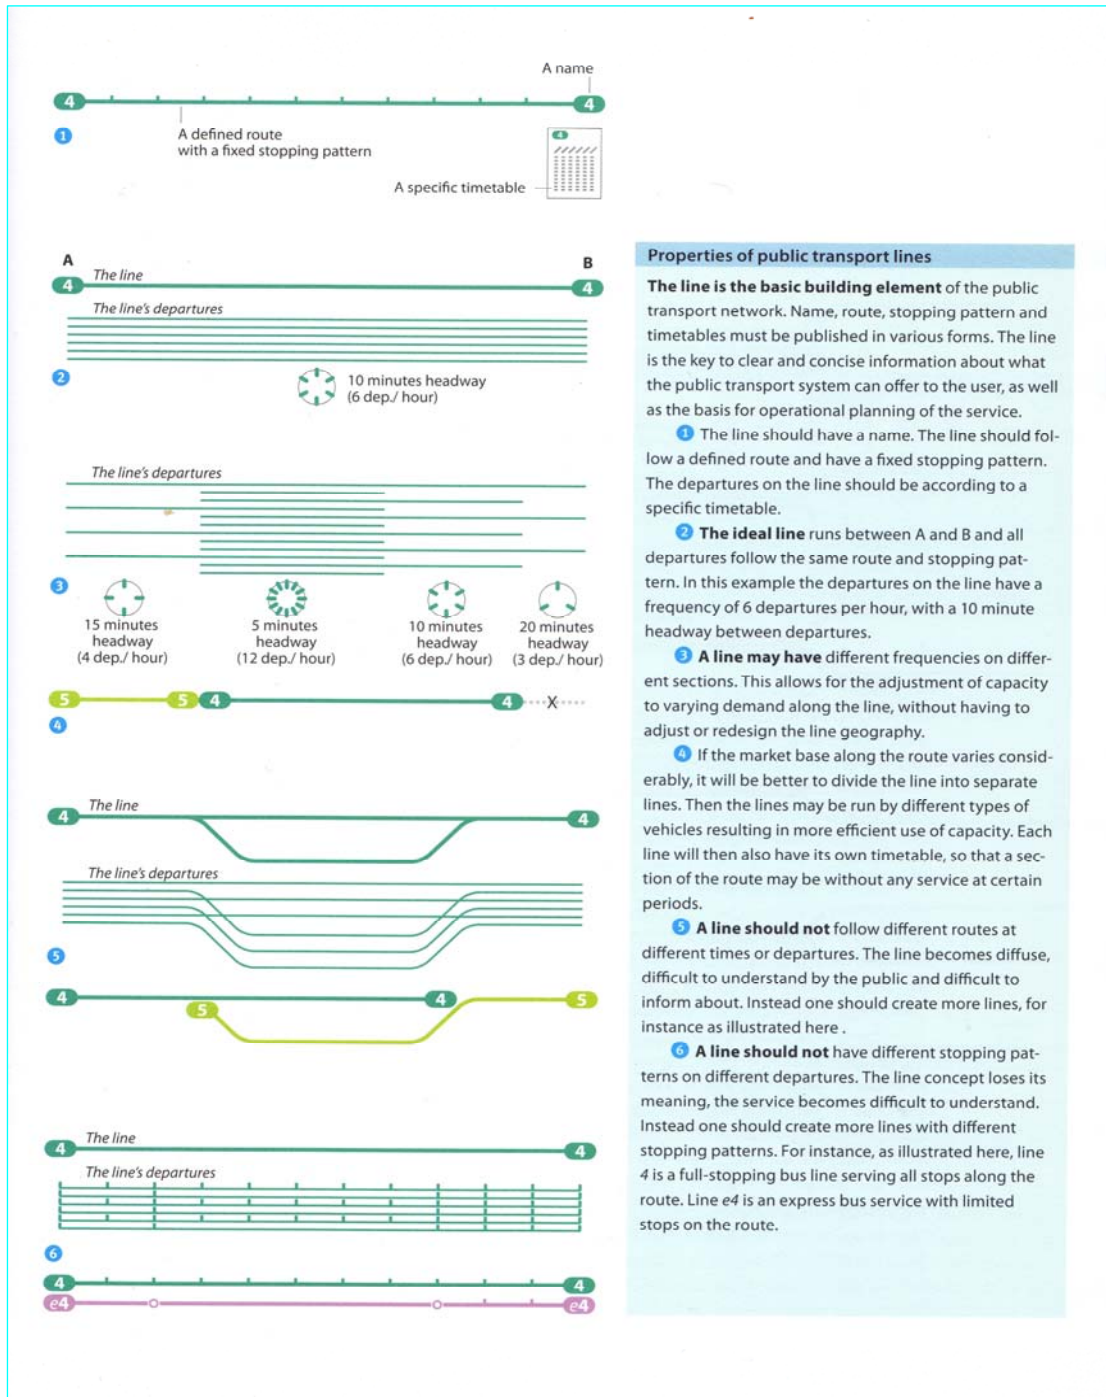 A name
4 4
1
A defined route
with a fixed stopping pattern
4
A specific timetable
A B
The line
4 4
The line's departures
2
10 minutes headway
(6 dep./ hour)
The line's departures
3
15 minutes
headway
(4 dep./ hour)
5 minutes
headway
(12 dep./ hour)
10 minutes
headway
(6 dep./ hour)
20 minutes
headway
(3 dep./ hour)
5 5 4 4 X
4
The line
4 4
The line's departures
5
4 4 5
5
The line
4 4
The line's departures
6
4 4
e4 e4
Properties of public transport lines
The line is the basic building element of the public
transport network. Name, route, stopping pattern and
timetables must be published in various forms. The line
is the key to clear and concise information about what
the public transport system can offer to the user, as well
as the basis for operational planning of the service.
1 The line should have a name. The line should fol-
low a defined route and have a fixed stopping pattern.
The departures on the line should be according to a
specific timetable.
2 The ideal line runs between A and B and all
departures follow the same route and stopping pat-
tern. In this example the departures on the line have a
frequency of 6 departures per hour, with a 10 minute
headway between departures.
3 A line may have different frequencies on differ-
ent sections. This allows for the adjustment of capacity
to varying demand along the line, without having to
adjust or redesign the line geography.
4 If the market base along the route varies consid-
erably, it will be better to divide the line into separate
lines. Then the lines may be run by different types of
vehicles resulting in more efficient use of capacity. Each
line will then also have its own timetable, so that a sec-
tion of the route may be without any service at certain
periods.
5 A line should not follow different routes at
different times or departures. The line becomes diffuse,
difficult to understand by the public and difficult to
inform about. Instead one should create more lines, for
instance as illustrated here .
6 A line should not have different stopping pat-
terns on different departures. The line concept loses its
meaning, the service becomes difficult to understand.
Instead one should create more lines with different
stopping patterns. For instance, as illustrated here, line
4 is a full-stopping bus line serving all stops along the
route. Line e4 is an express bus service with limited
stops on the route.